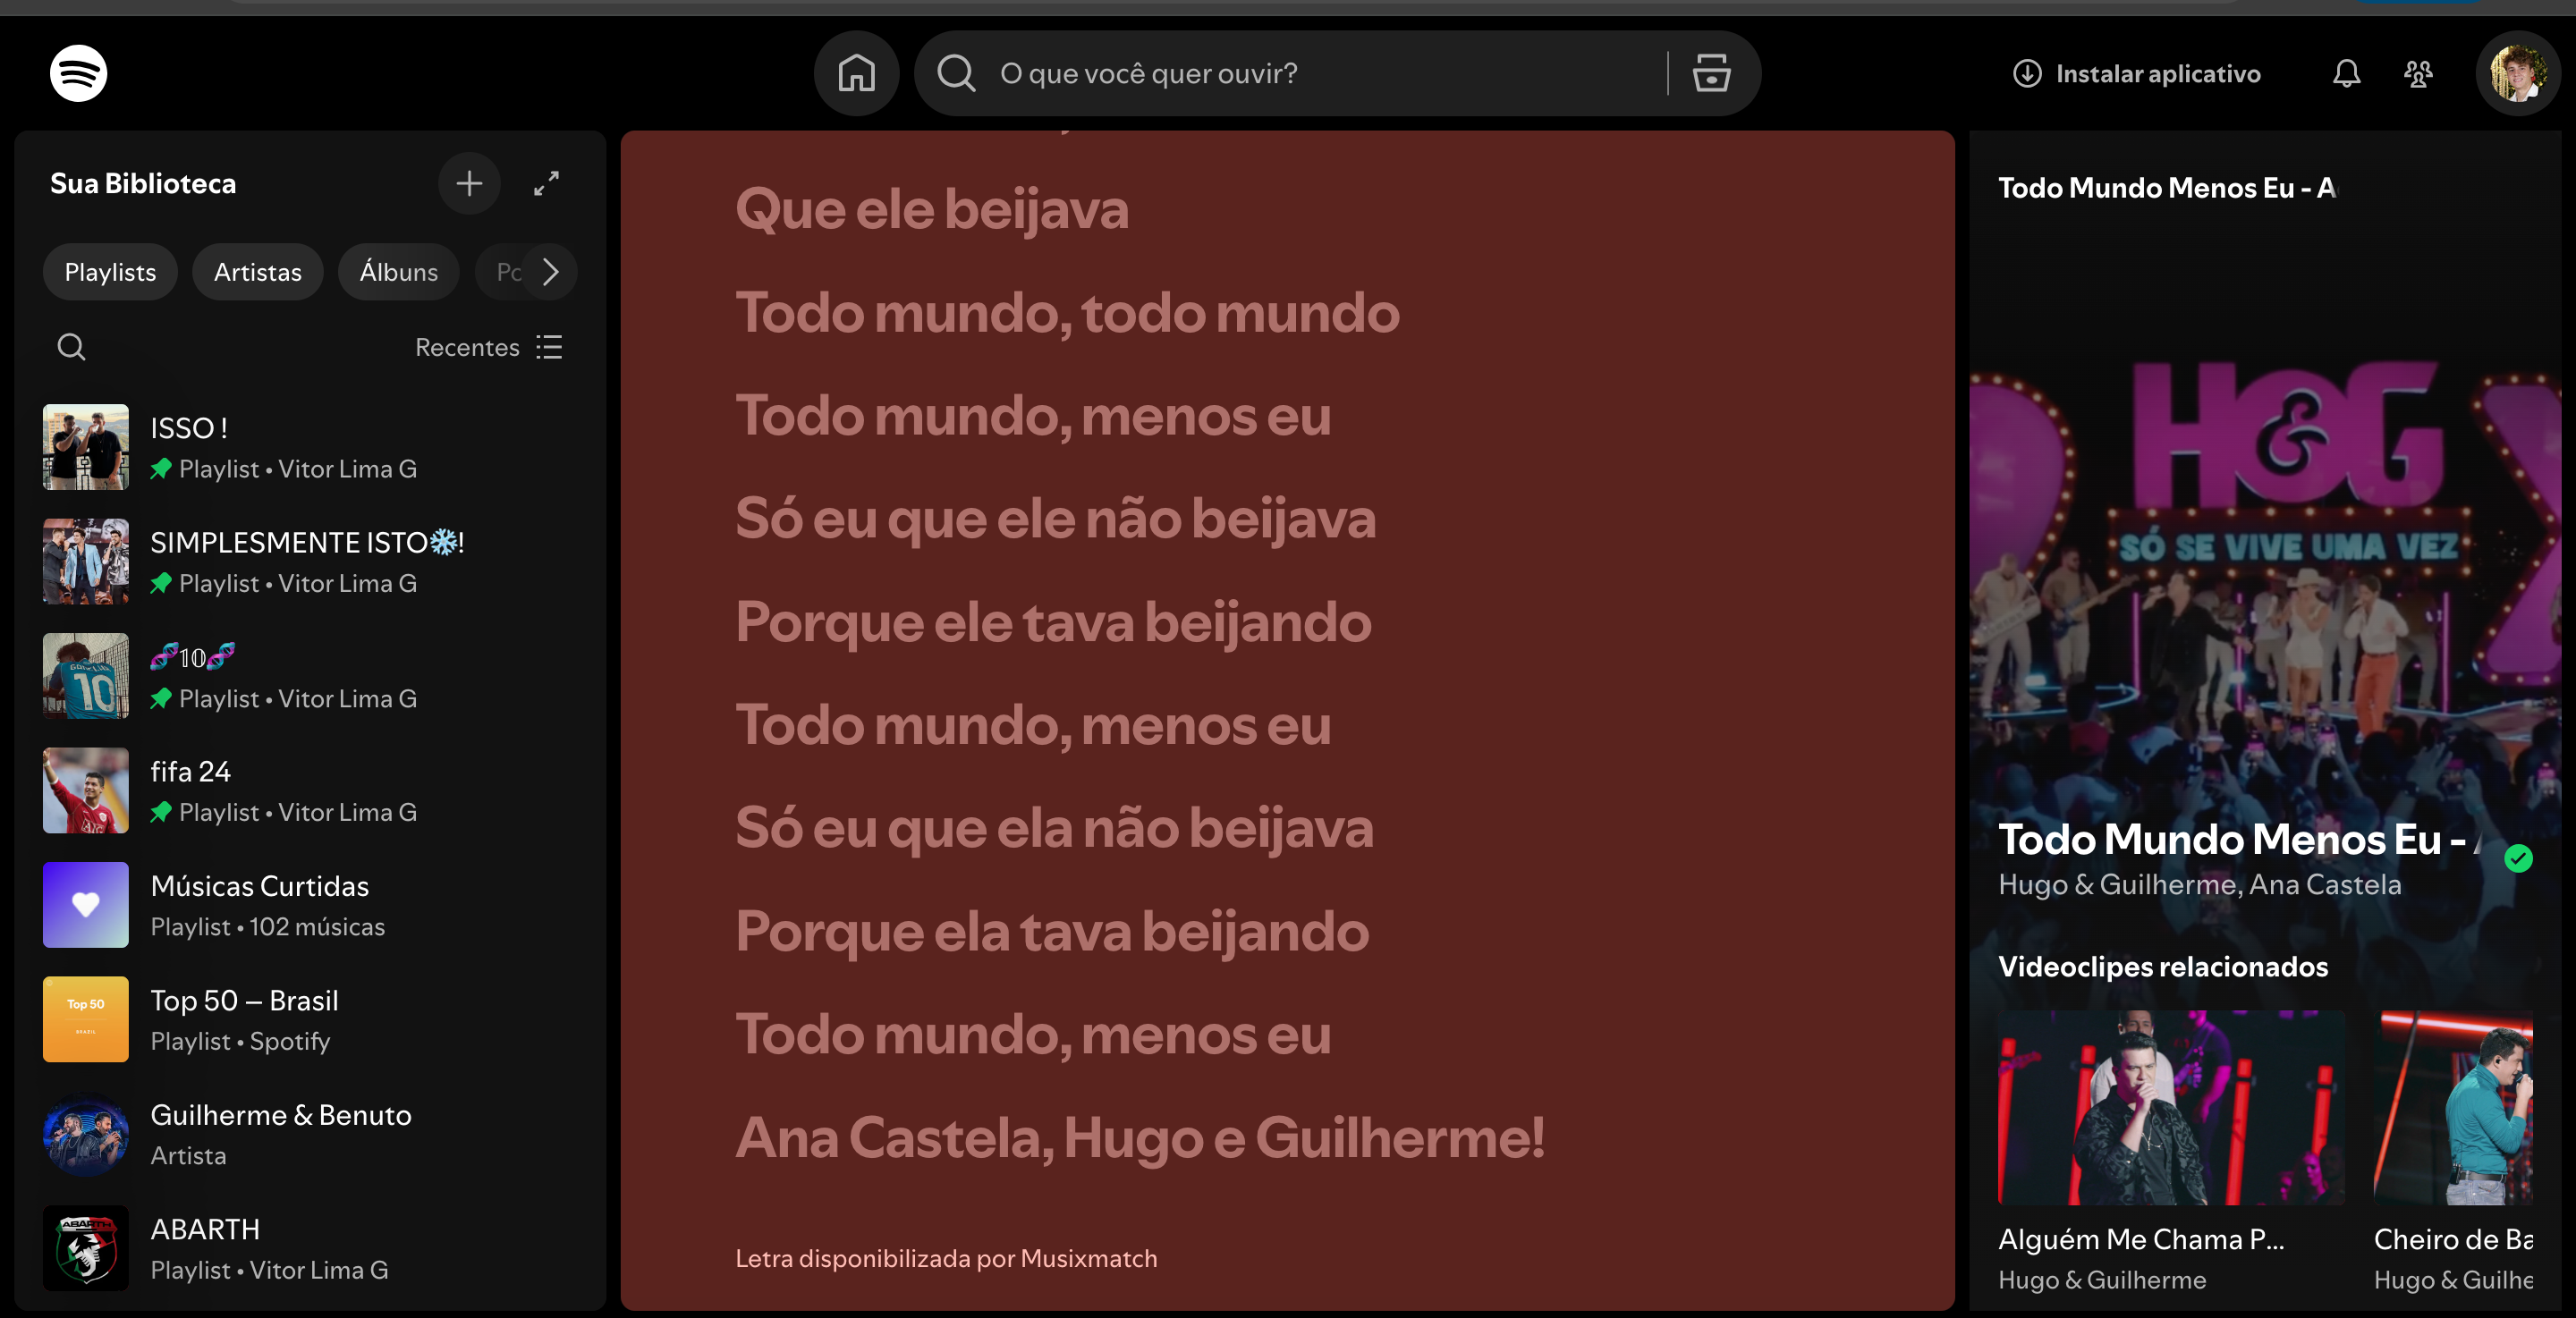 O que você quer ouvir?
Instalar aplicativo
Sua Biblioteca
Playlists
Artistas
Álbuns
Recentes
ISSO !
Playlist • Vitor Lima G
SIMPLESMENTE ISTO❄️!
Playlist • Vitor Lima G
🧬𝟙𝟘🧬
Playlist • Vitor Lima G
fifa 24
Playlist • Vitor Lima G
Músicas Curtidas
Playlist • 102 músicas
Top 50
BRAZIL
Top 50 – Brasil
Playlist • Spotify
Guilherme & Benuto
Artista
ABARTH
ABARTH
Playlist • Vitor Lima G
10
Que ele beijava
Todo mundo, todo mundo
Todo mundo, menos eu
Só eu que ele não beijava
Porque ele tava beijando
Todo mundo, menos eu
Só eu que ela não beijava
Porque ela tava beijando
Todo mundo, menos eu
Ana Castela, Hugo e Guilherme!
Letra disponibilizada por Musixmatch
Todo Mundo Menos Eu - A
H&G
SÓ SE VIVE UMA VEZ
Todo Mundo Menos Eu -
Hugo & Guilherme, Ana Castela
Videoclipes relacionados
Alguém Me Chama P...
Hugo & Guilherme
Cheiro de Ba
Hugo & Guilhe